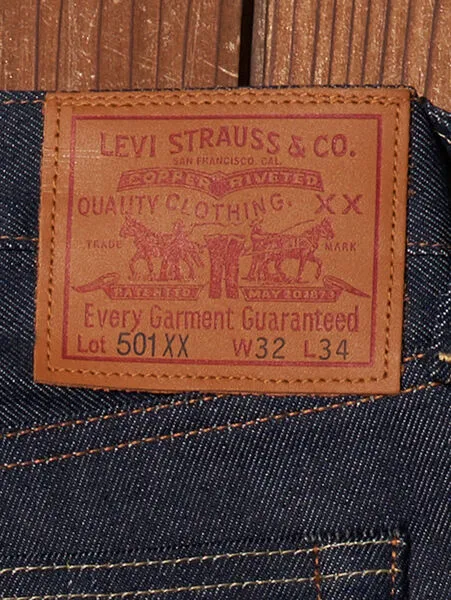 LEVI STRAUSS & CO.
SAN FRANCISCO, CAL.
COPPER RIVETED
QUALITY CLOTHING. XX
TRADE MARK
PATENTED MAY 20 1873
Every Garment Guaranteed
Lot 501XX W32 L34